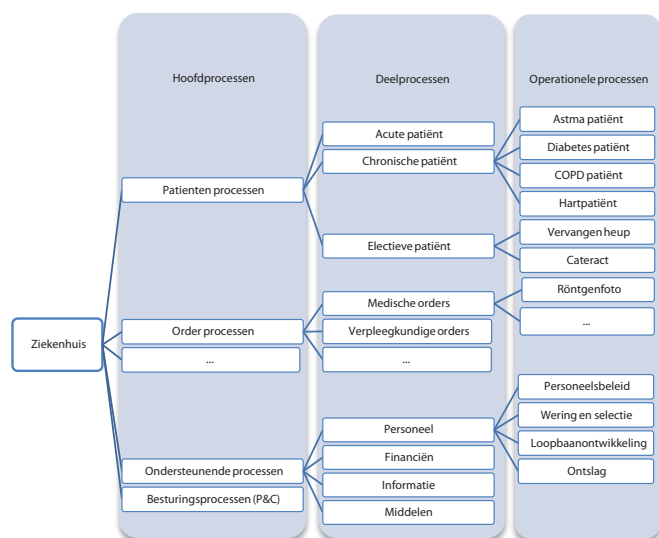 Hoofdprocessen
Deelprocessen
Operationele processen
Astma patiënt
Acute patiënt
Diabetes patiënt
Chronische patiënt
COPD patiënt
Patienten processen
Hartpatiënt
Vervangen heup
Electieve patiënt
Cateract
Röntgenfoto
Medische orders
Ziekenhuis
Order processen
Verpleegkundige orders
...
...
...
Personeelsbeleid
Wering en selectie
Personeel
Loopbaanontwikkeling
Financiën
Ondersteunende processen
Ontslag
Informatie
Besturingsprocessen (P&C)
Middelen